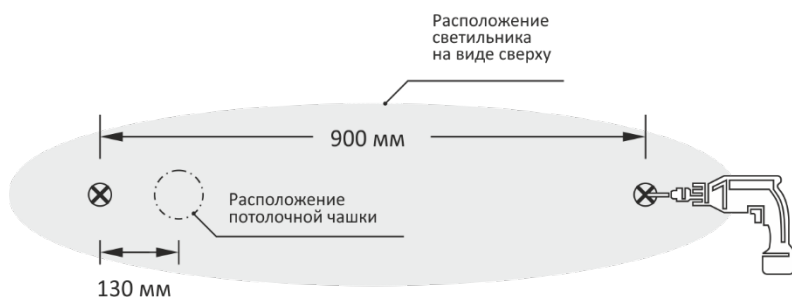 Расположение
светильника
на виде сверху
900 мм
Расположение
потолочной чашки
130 мм